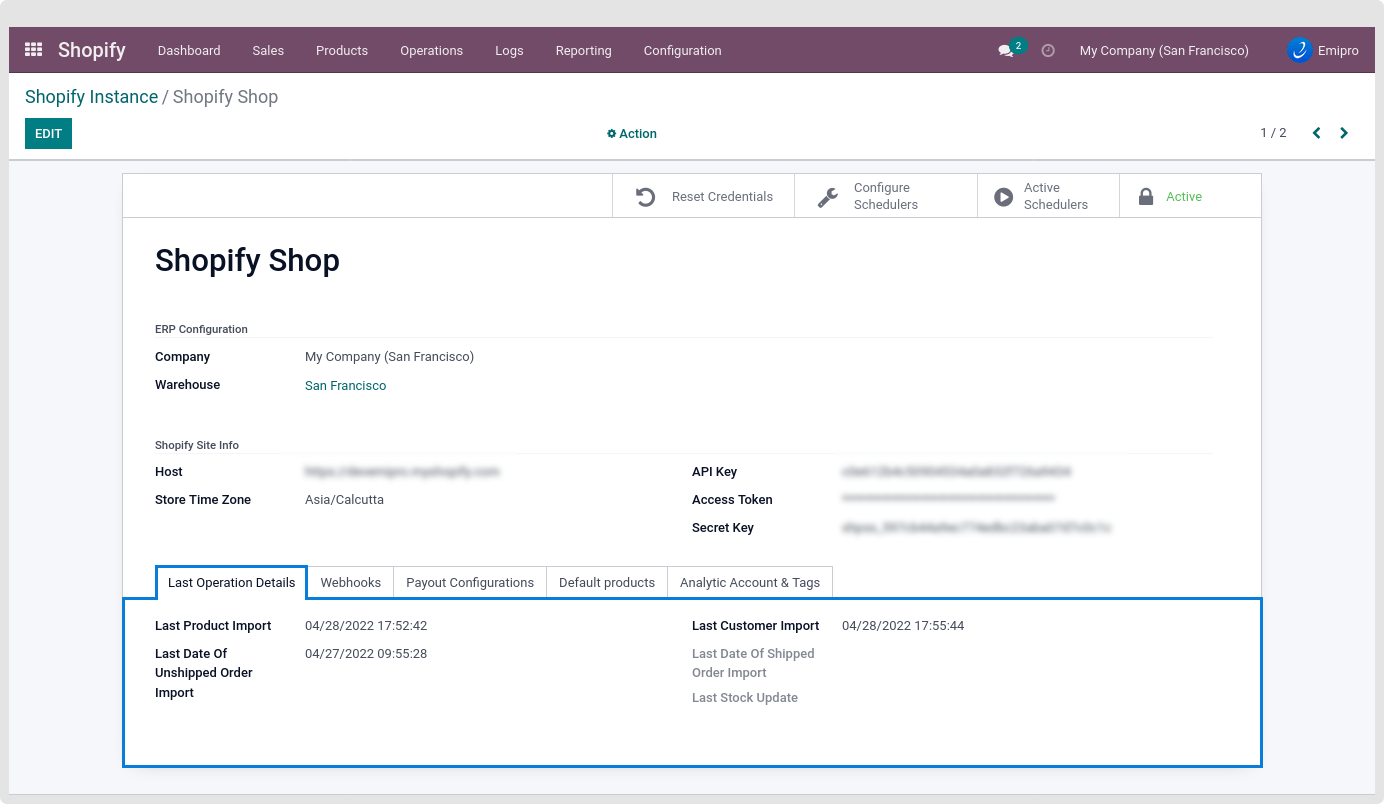 Shopify Dashboard Sales Products Operations Logs Reporting Configuration 2 My Company (San Francisco) Emipro
Shopify Instance / Shopify Shop
EDIT Action 1 / 2
Reset Credentials
Configure
Schedulers
Active
Schedulers
Active
Shopify Shop
ERP Configuration
Company My Company (San Francisco)
Warehouse San Francisco
Shopify Site Info
Host
Store Time Zone Asia/Calcutta
API Key
Access Token
Secret Key
Last Operation Details Webhooks Payout Configurations Default products Analytic Account & Tags
Last Product Import 04/28/2022 17:52:42
Last Date Of
Unshipped Order
Import
04/27/2022 09:55:28
Last Customer Import 04/28/2022 17:55:44
Last Date Of Shipped
Order Import
Last Stock Update